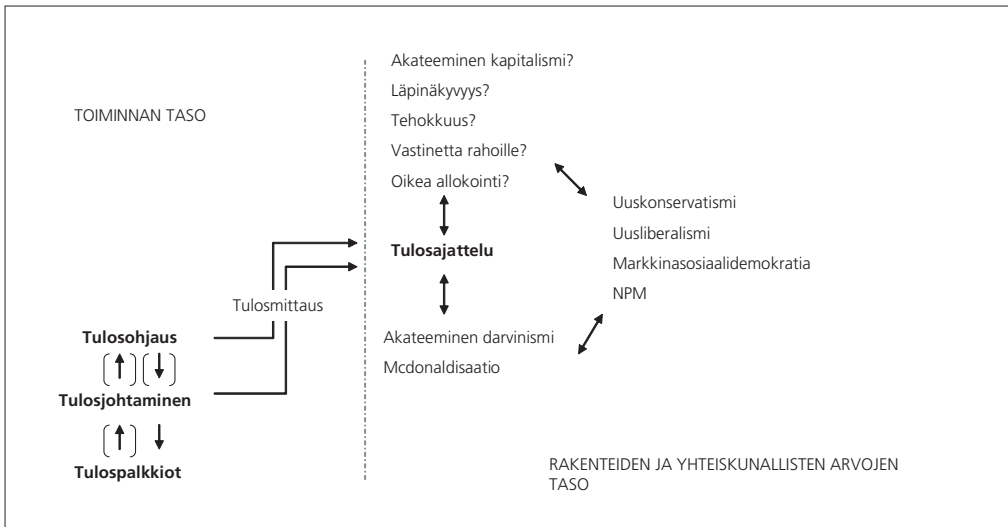 TOIMINNAN TASO
Akateeminen kapitalismi?
Läpinäkyvyys?
Tehokkuus?
Vastinetta rahoille?
Oikea allokointi?
Tulosajattelu
Akateeminen darvinismi
Mcdonaldisaatio
Uuskonservatismi
Uusliberalismi
Markkinasosiaalidemokratia
NPM
Tulosmittaus
Tulosohjaus
Tulosjohtaminen
Tulospalkkiot
RAKENTEIDEN JA YHTEISKUNALLISTEN ARVOJEN
TASO